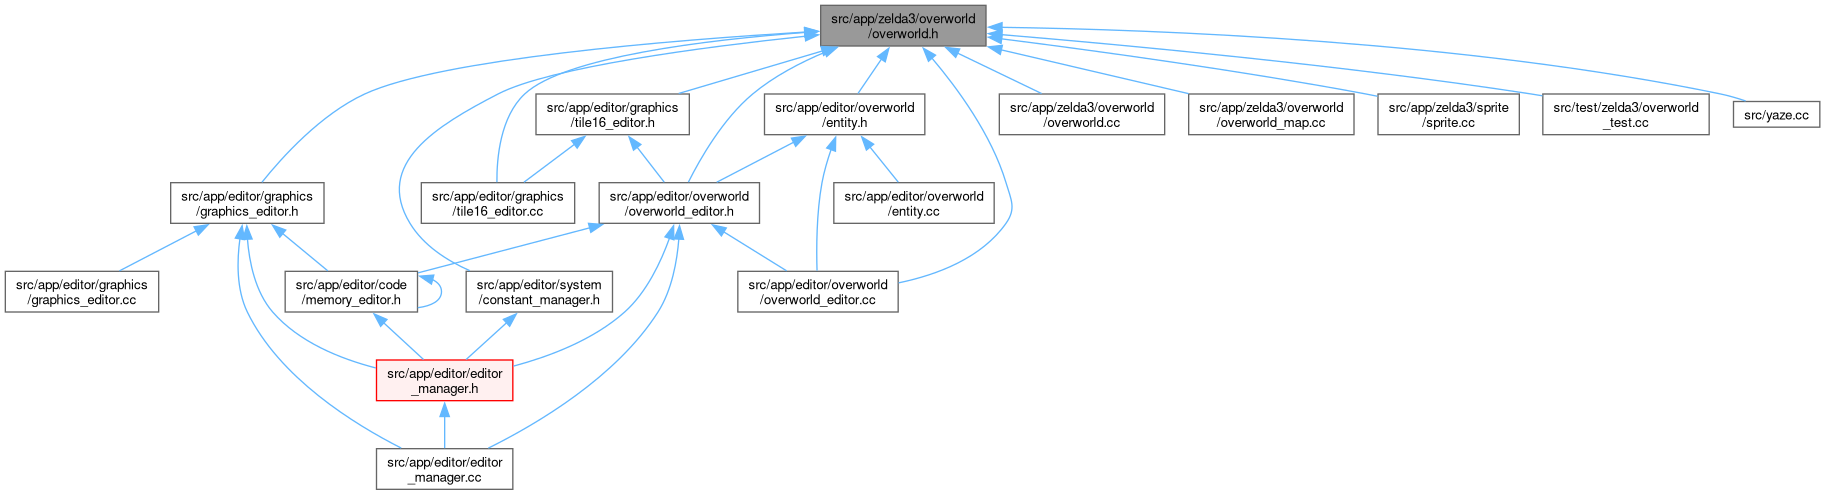 src/app/zelda3/overworld
/overworld.h
src/app/editor/graphics
/tile16_editor.h
src/app/editor/overworld
/entity.h
src/app/zelda3/overworld
/overworld.cc
src/app/zelda3/overworld
/overworld_map.cc
src/app/zelda3/sprite
/sprite.cc
src/test/zelda3/overworld
_test.cc
src/yaze.cc
src/app/editor/graphics
/graphics_editor.h
src/app/editor/graphics
/tile16_editor.cc
src/app/editor/overworld
/overworld_editor.h
src/app/editor/overworld
/entity.cc
src/app/editor/graphics
/graphics_editor.cc
src/app/editor/code
/memory_editor.h
src/app/editor/system
/constant_manager.h
src/app/editor/overworld
/overworld_editor.cc
src/app/editor/editor
_manager.h
src/app/editor/editor
_manager.cc